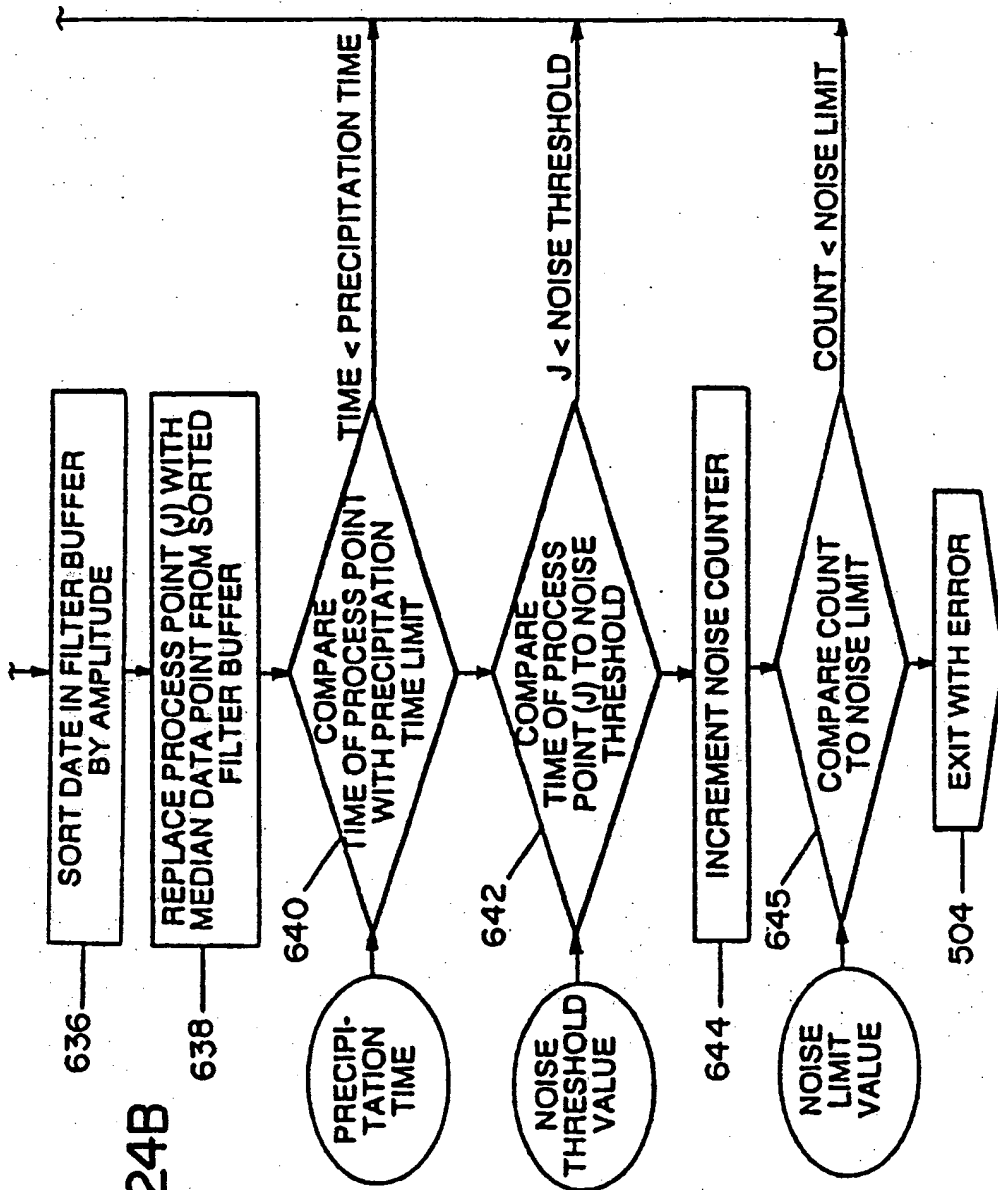 24B
636
SORT DATE IN FILTER BUFFER
BY AMPLITUDE
638
REPLACE PROCESS POINT (J) WITH
MEDIAN DATA POINT FROM SORTED
FILTER BUFFER
PRECIPI-
TATION
TIME
640
COMPARE
TIME OF PROCESS POINT
WITH PRECIPITATION
TIME LIMIT
TIME < PRECIPITATION TIME
NOISE
THRESHOLD
VALUE
642
COMPARE
TIME OF PROCESS
POINT (J) TO NOISE
THRESHOLD
J < NOISE THRESHOLD
644
INCREMENT NOISE COUNTER
NOISE
LIMIT
VALUE
645
COMPARE COUNT
TO NOISE LIMIT
COUNT < NOISE LIMIT
504
EXIT WITH ERROR